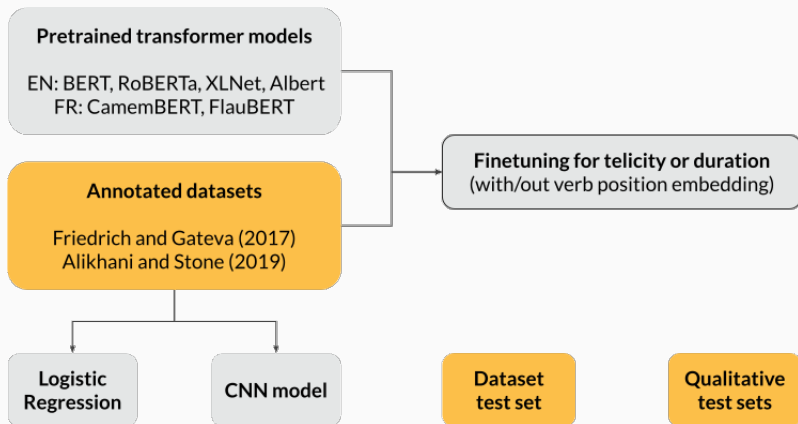 Pretrained transformer models
EN: BERT, RoBERTa, XLNet, Albert
FR: CamemBERT, FlauBERT
Finetuning for telicity or duration
(with/out verb position embedding)
Annotated datasets
Friedrich and Gateva (2017)
Alikhani and Stone (2019)
Logistic
Regression
CNN model
Dataset
test set
Qualitative
test sets